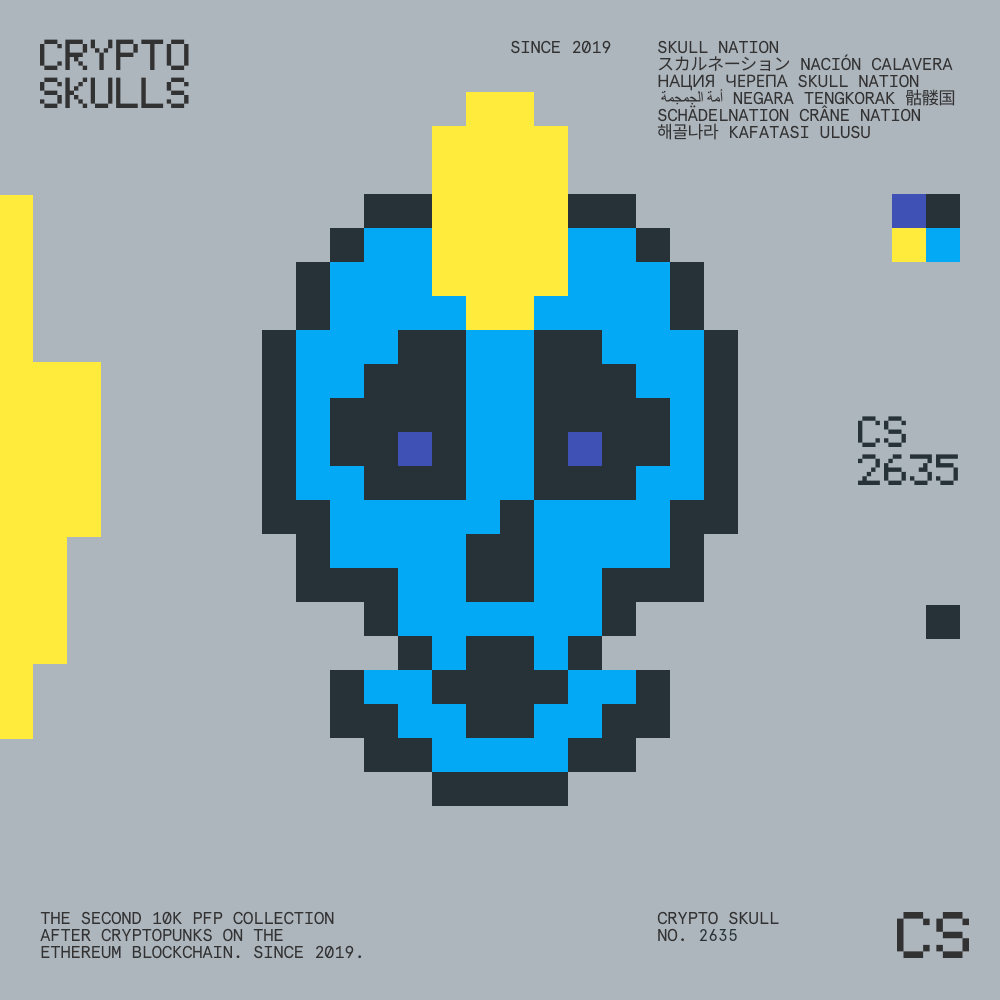 CRYPTO
SKULLS
SINCE 2019
SKULL NATION
スカルネーション NACIÓN CALAVERA
НАЦИЯ ЧЕРЕПА SKULL NATION
أمة الجمجمة NEGARA TENGKORAK 骷髅国
SCHÄDELNATION CRÂNE NATION
해골나라 KAFATASI ULUSU
CS
2635
THE SECOND 10K PFP COLLECTION
AFTER CRYPTOPUNKS ON THE
ETHEREUM BLOCKCHAIN. SINCE 2019.
CRYPTO SKULL
NO. 2635
CS